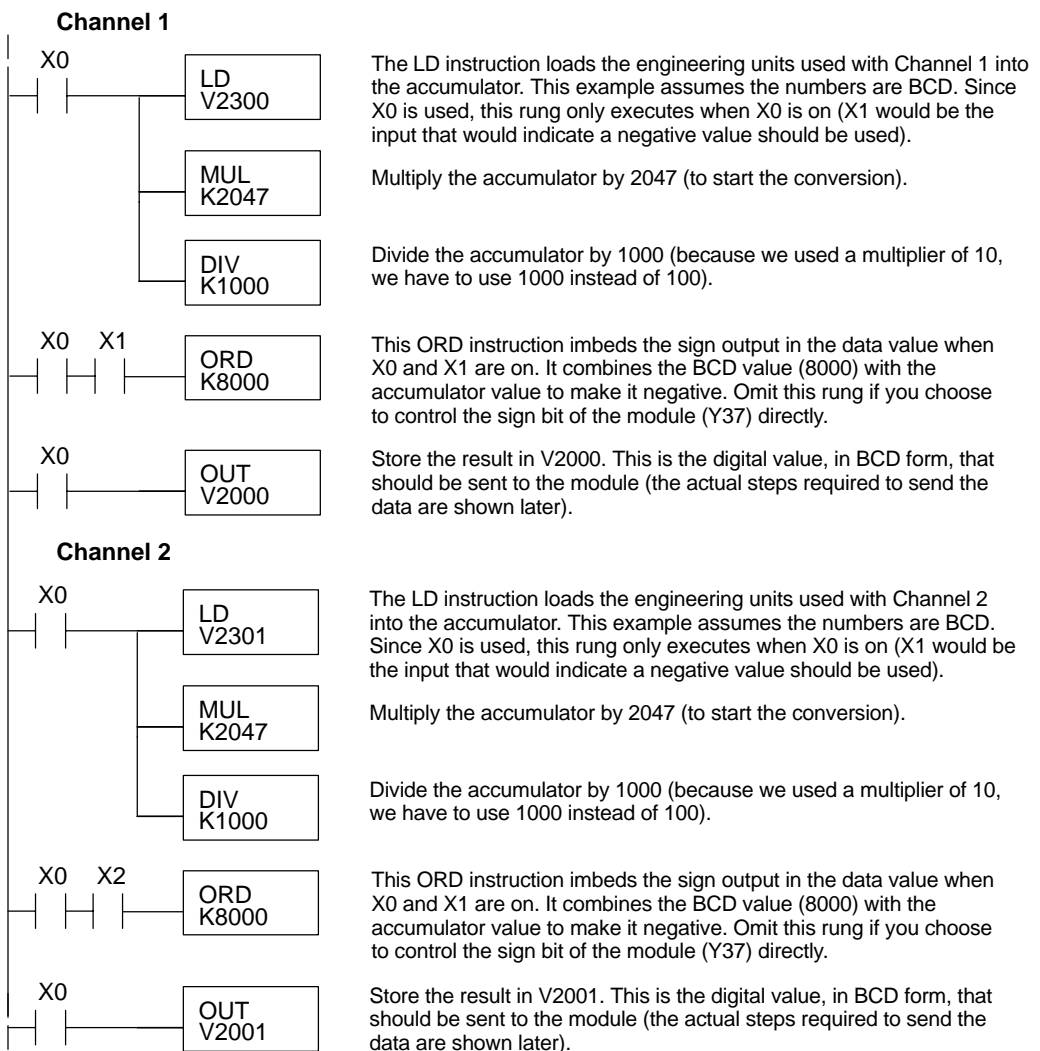 Channel 1
X0
LD
V2300
The LD instruction loads the engineering units used with Channel 1 into
the accumulator. This example assumes the numbers are BCD. Since
X0 is used, this rung only executes when X0 is on (X1 would be the
input that would indicate a negative value should be used).
MUL
K2047
Multiply the accumulator by 2047 (to start the conversion).
DIV
K1000
Divide the accumulator by 1000 (because we used a multiplier of 10,
we have to use 1000 instead of 100).
X0 X1
ORD
K8000
This ORD instruction imbeds the sign output in the data value when
X0 and X1 are on. It combines the BCD value (8000) with the
accumulator value to make it negative. Omit this rung if you choose
to control the sign bit of the module (Y37) directly.
X0
OUT
V2000
Store the result in V2000. This is the digital value, in BCD form, that
should be sent to the module (the actual steps required to send the
data are shown later).
Channel 2
X0
LD
V2301
The LD instruction loads the engineering units used with Channel 2
into the accumulator. This example assumes the numbers are BCD.
Since X0 is used, this rung only executes when X0 is on (X1 would be
the input that would indicate a negative value should be used).
MUL
K2047
Multiply the accumulator by 2047 (to start the conversion).
DIV
K1000
Divide the accumulator by 1000 (because we used a multiplier of 10,
we have to use 1000 instead of 100).
X0 X2
ORD
K8000
This ORD instruction imbeds the sign output in the data value when
X0 and X1 are on. It combines the BCD value (8000) with the
accumulator value to make it negative. Omit this rung if you choose
to control the sign bit of the module (Y37) directly.
X0
OUT
V2001
Store the result in V2001. This is the digital value, in BCD form, that
should be sent to the module (the actual steps required to send the
data are shown later).